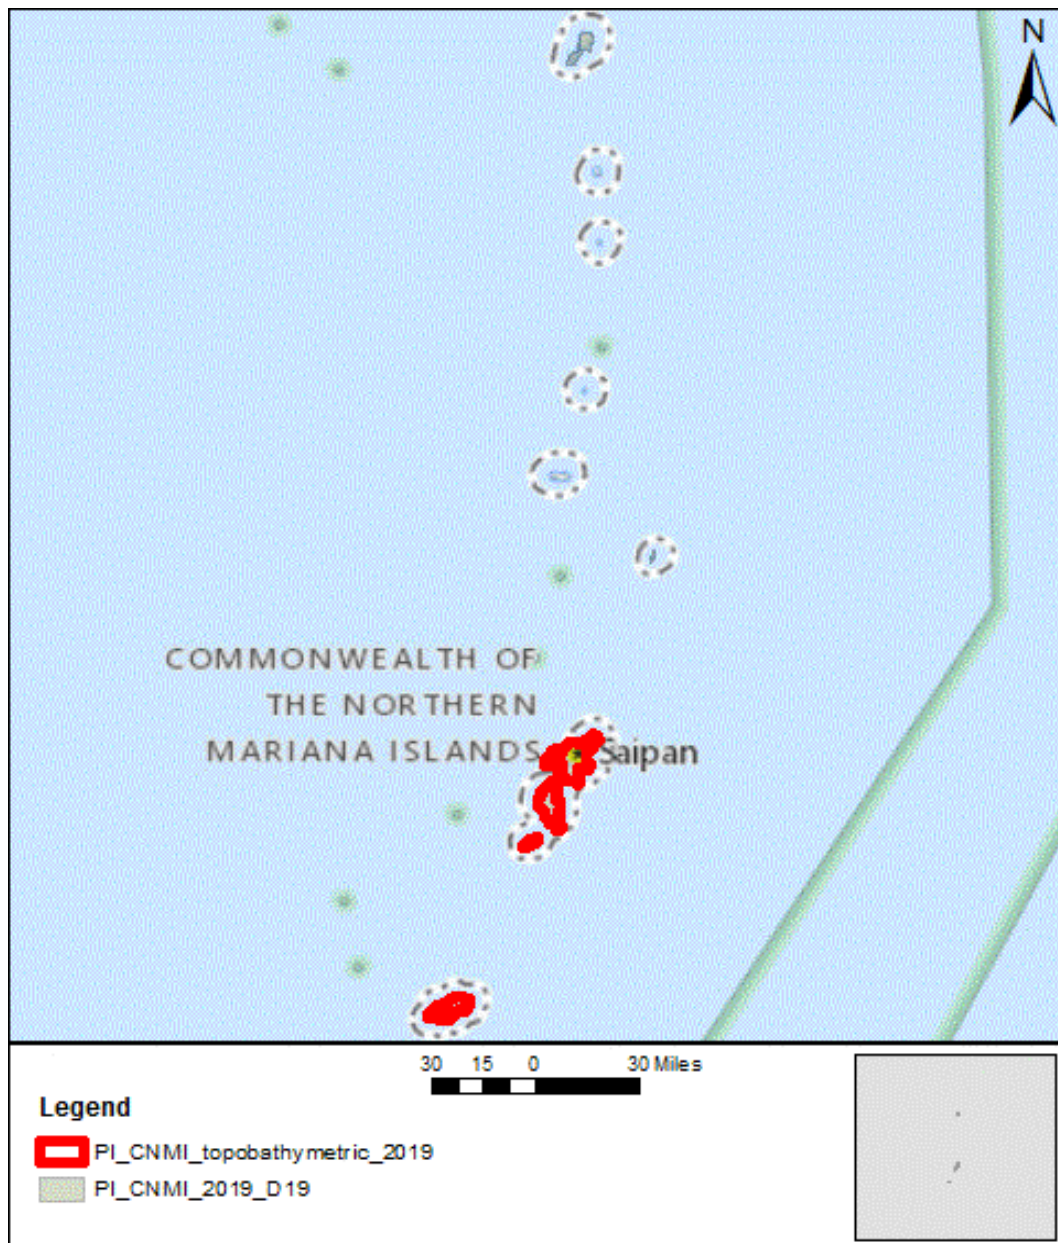 N
COMMONWEALTH OF
THE NORTHERN
MARIANA ISLANDS
Saipan
30 15 0 30 Miles
Legend
PI_CNMI_topobathymetric_2019
PI_CNMI_2019_D19